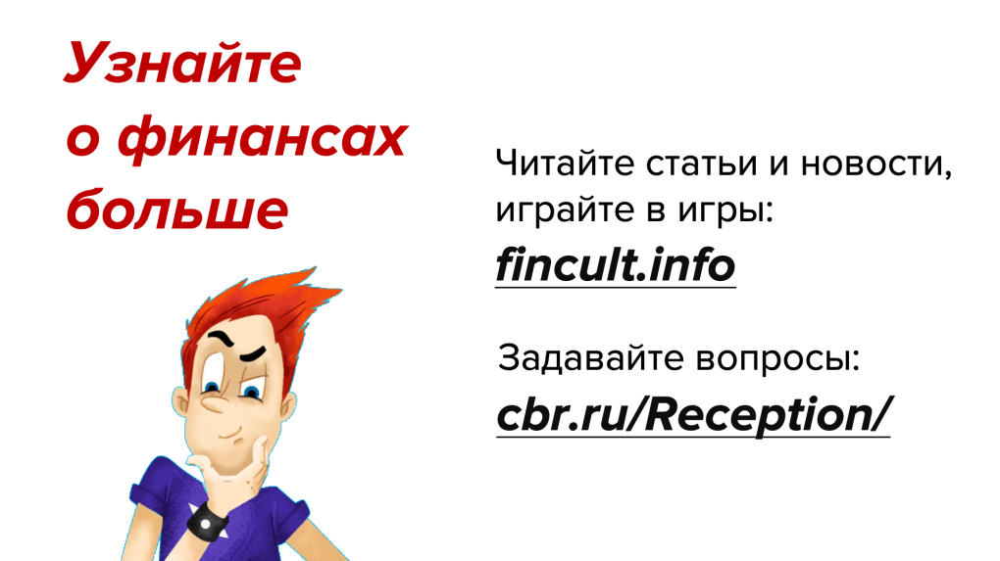 Узнайте
о финансах
больше
Читайте статьи и новости,
играйте в игры:
fincult.info
Задавайте вопросы:
cbr.ru/Reception/